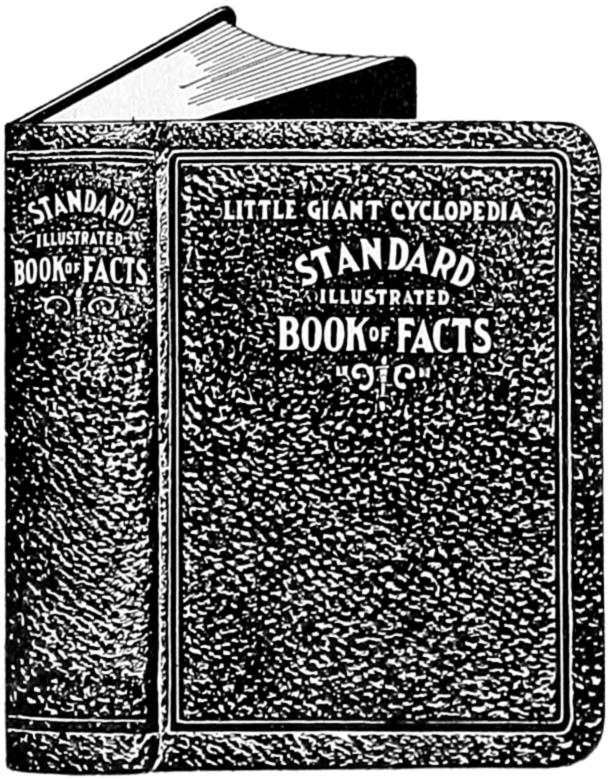 STANDARD
ILLUSTRATED
BOOK OF FACTS
LITTLE GIANT CYCLOPEDIA
STANDARD
ILLUSTRATED
BOOK OF FACTS